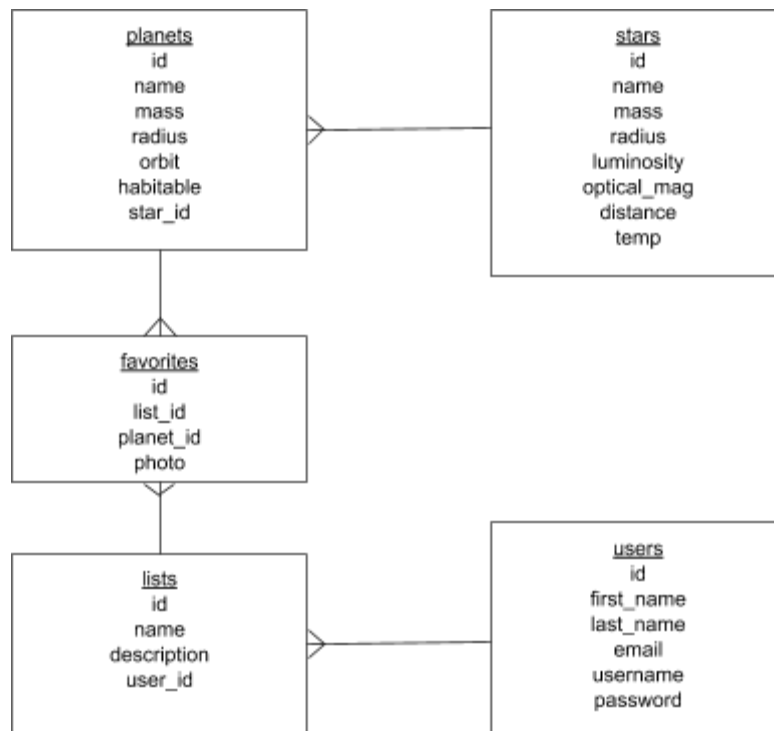 planets
id
name
mass
radius
orbit
habitable
star_id
stars
id
name
mass
radius
luminosity
optical_mag
distance
temp
favorites
id
list_id
planet_id
photo
lists
id
name
description
user_id
users
id
first_name
last_name
email
username
password